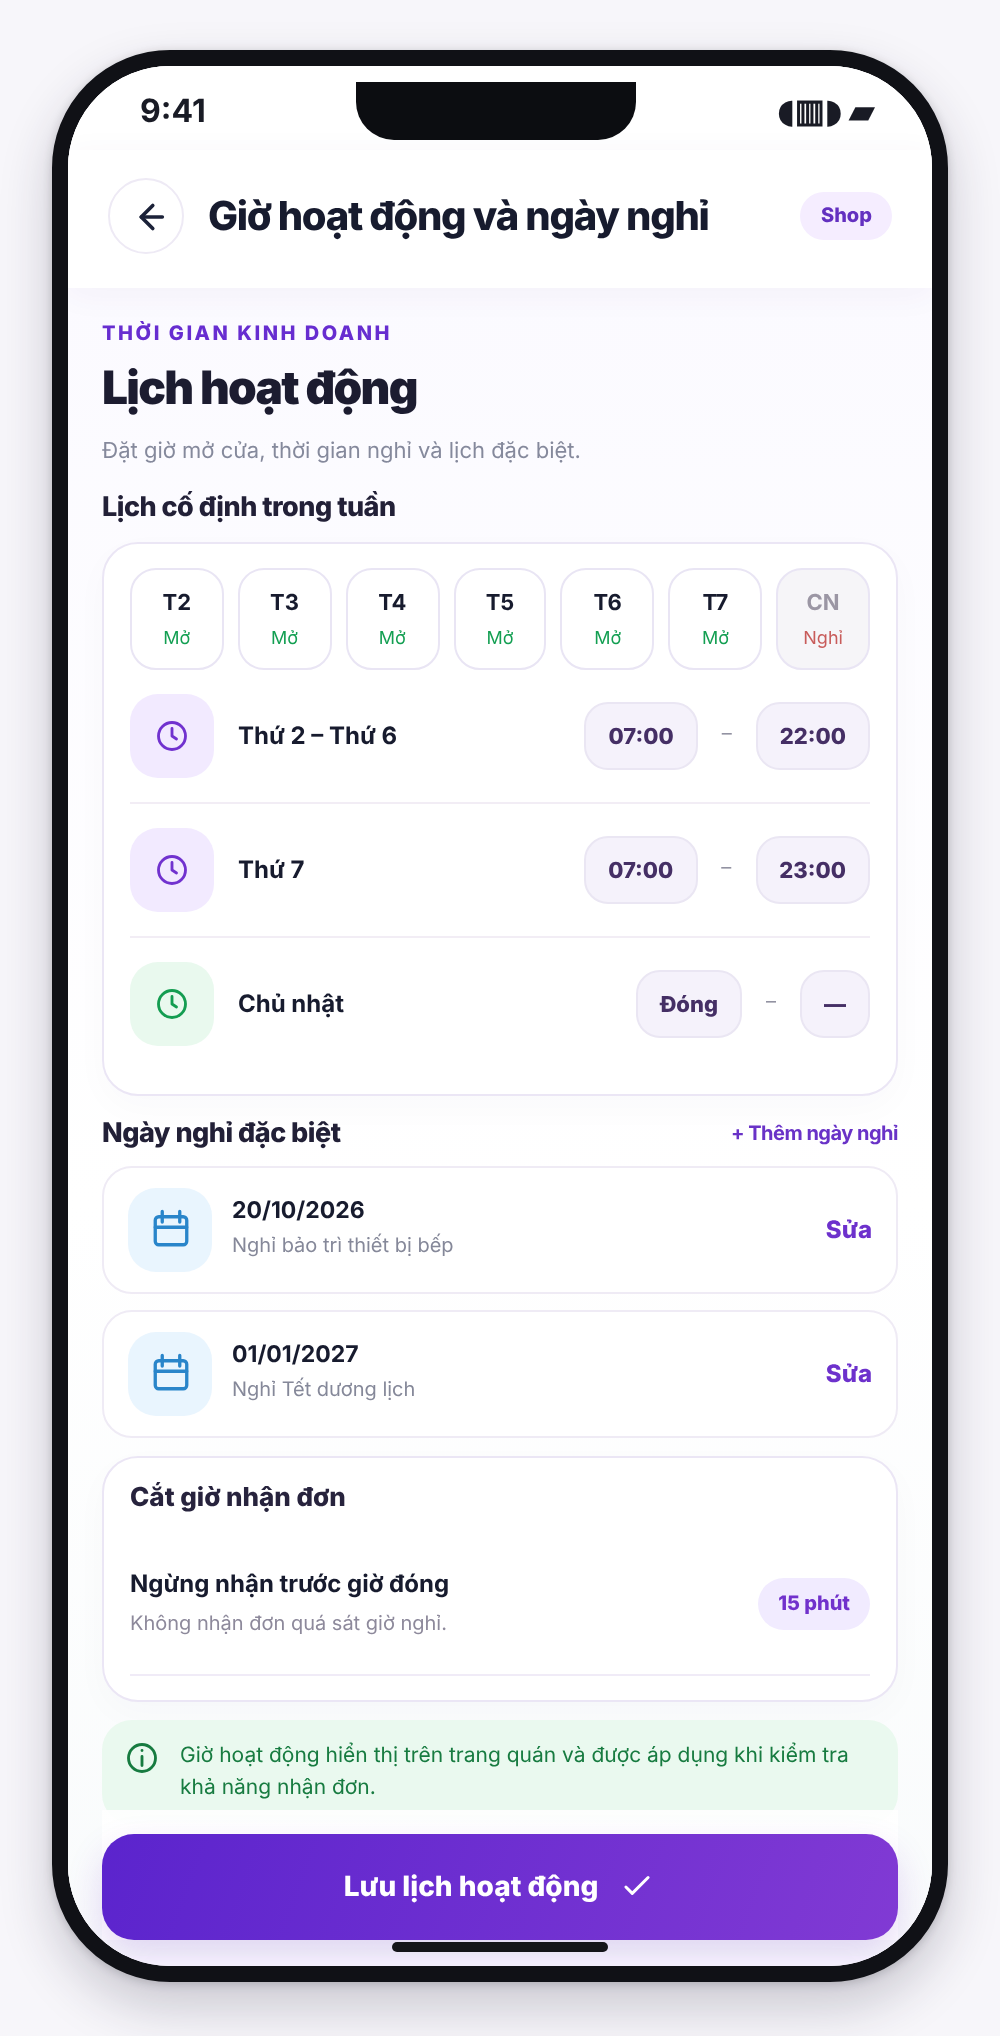 9:41
Giờ hoạt động và ngày nghỉ
Shop
THỜI GIAN KINH DOANH
Lịch hoạt động
Đặt giờ mở cửa, thời gian nghỉ và lịch đặc biệt.
Lịch cố định trong tuần
T2 T3 T4 T5 T6 T7 CN
Mở Mở Mở Mở Mở Mở Nghỉ
Thứ 2 – Thứ 6 07:00 – 22:00
Thứ 7 07:00 – 23:00
Chủ nhật Đóng – —
Ngày nghỉ đặc biệt + Thêm ngày nghỉ
20/10/2026
Nghỉ bảo trì thiết bị bếp
Sửa
01/01/2027
Nghỉ Tết dương lịch
Sửa
Cắt giờ nhận đơn
Ngừng nhận trước giờ đóng
Không nhận đơn quá sát giờ nghỉ.
15 phút
Giờ hoạt động hiển thị trên trang quán và được áp dụng khi kiểm tra
khả năng nhận đơn.
Lưu lịch hoạt động